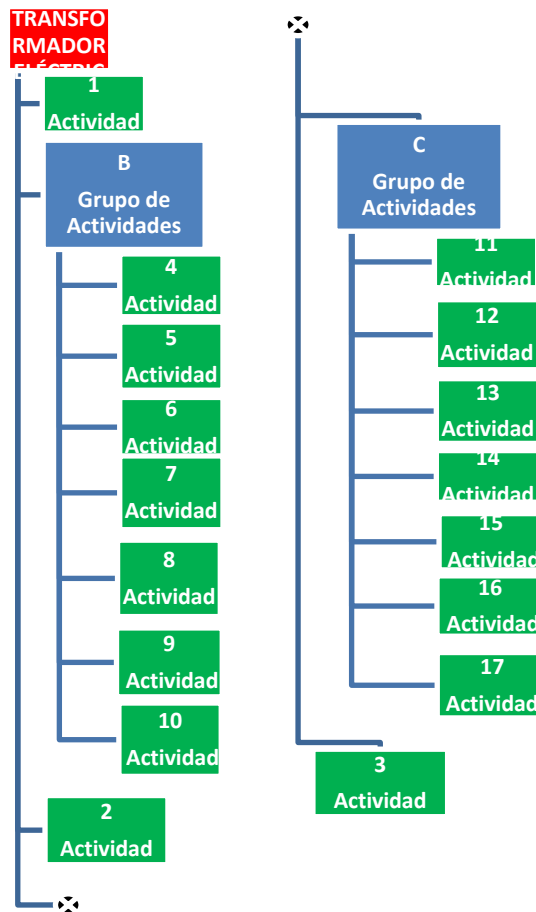 TRANSFO
RMADOR
ELÉCTRIC
1
Actividad
B
Grupo de
Actividades
4
Actividad
5
Actividad
6
Actividad
7
Actividad
8
Actividad
9
Actividad
10
Actividad
2
Actividad
C
Grupo de
Actividades
11
Actividad
12
Actividad
13
Actividad
14
Actividad
15
Actividad
16
Actividad
17
Actividad
3
Actividad